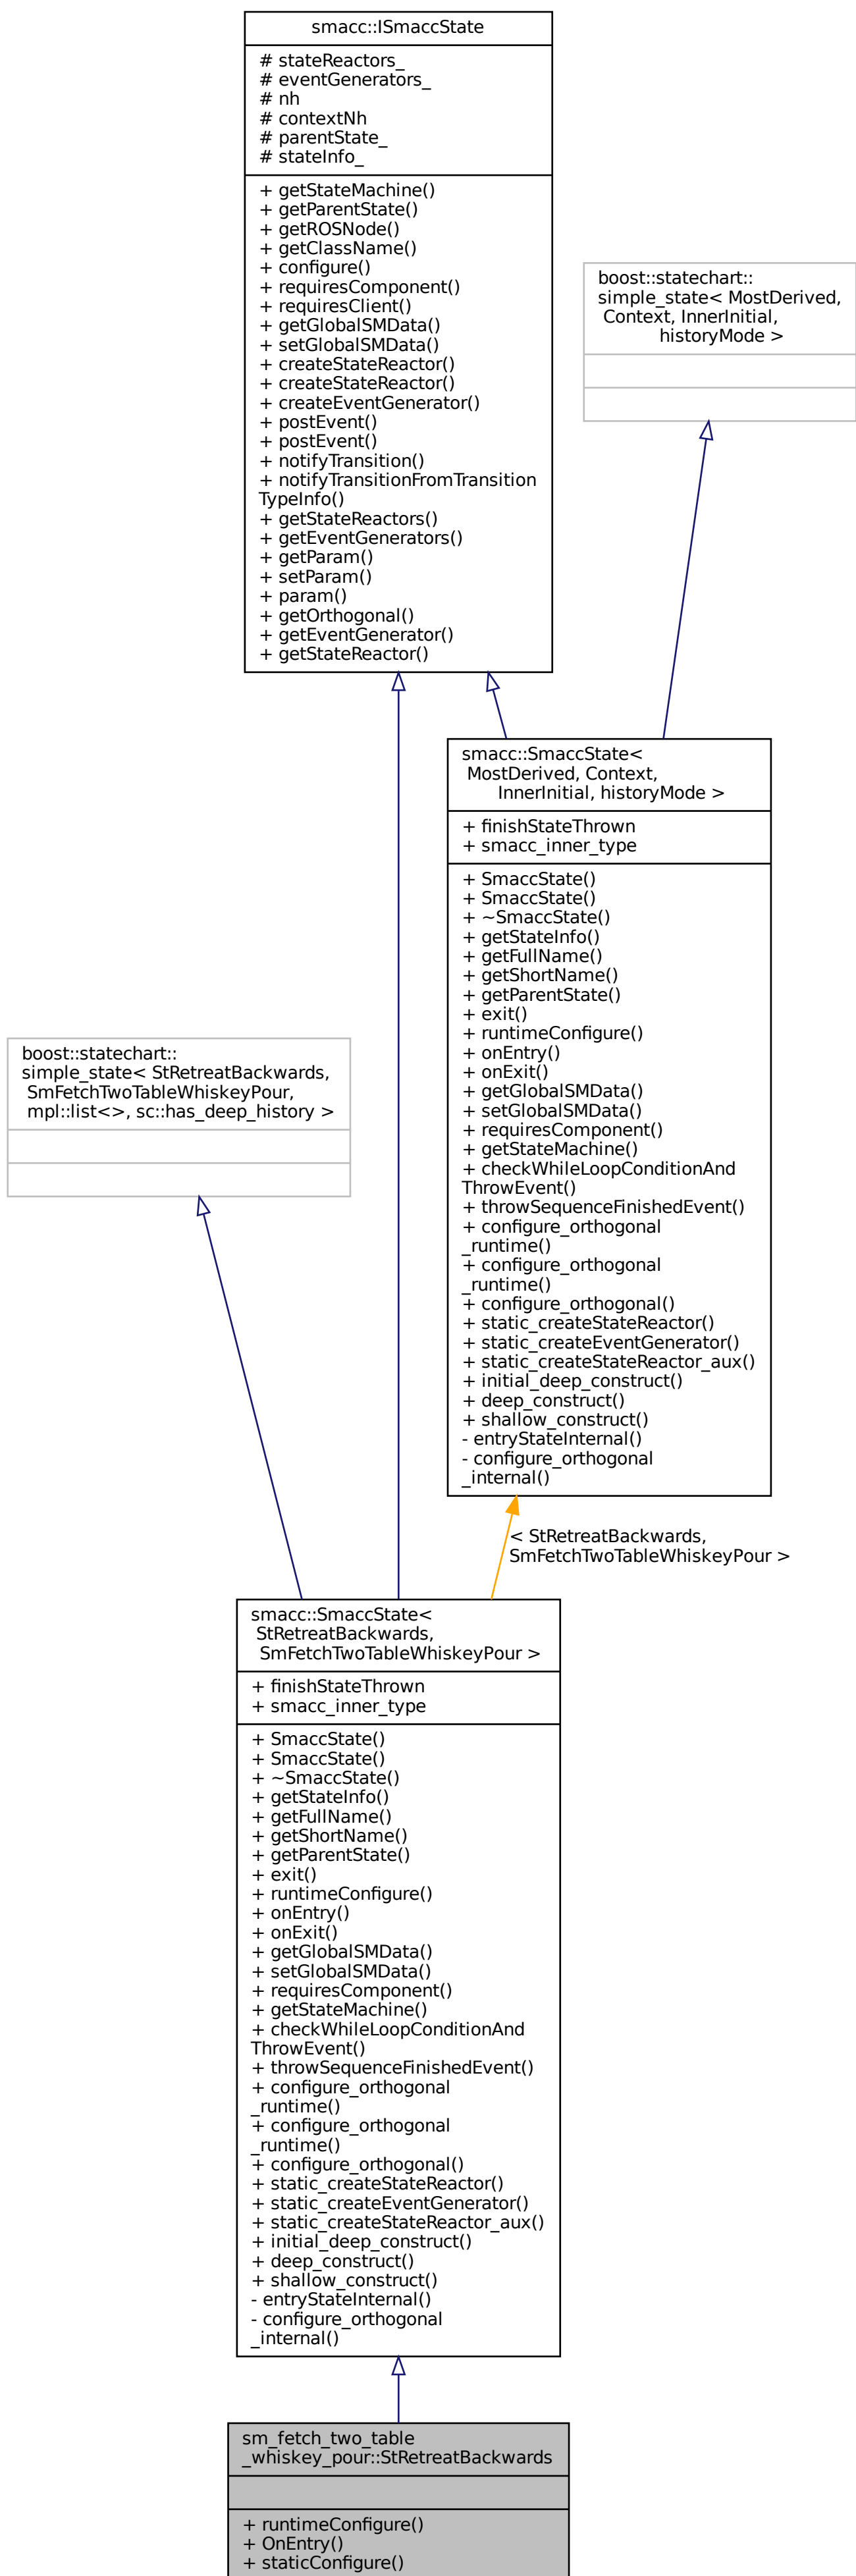 smacc::ISmaccState
# stateReactors_
# eventGenerators_
# nh
# contextNh
# parentState_
# stateInfo_
+ getStateMachine()
+ getParentState()
+ getROSNode()
+ getClassName()
+ configure()
+ requiresComponent()
+ requiresClient()
+ getGlobalSMData()
+ setGlobalSMData()
+ createStateReactor()
+ createStateReactor()
+ createEventGenerator()
+ postEvent()
+ postEvent()
+ notifyTransition()
+ notifyTransitionFromTransition
TypeInfo()
+ getStateReactors()
+ getEventGenerators()
+ getParam()
+ setParam()
+ param()
+ getOrthogonal()
+ getEventGenerator()
+ getStateReactor()
boost::statechart::
simple_state< MostDerived,
Context, InnerInitial,
historyMode >
smacc::SmaccState<
MostDerived, Context,
InnerInitial, historyMode >
+ finishStateThrown
+ smacc_inner_type
+ SmaccState()
+ SmaccState()
+ ~SmaccState()
+ getStateInfo()
+ getFullName()
+ getShortName()
+ getParentState()
+ exit()
+ runtimeConfigure()
+ onEntry()
+ onExit()
+ getGlobalSMData()
+ setGlobalSMData()
+ requiresComponent()
+ getStateMachine()
+ checkWhileLoopConditionAnd
ThrowEvent()
+ throwSequenceFinishedEvent()
+ configure_orthogonal
_runtime()
+ configure_orthogonal
_runtime()
+ configure_orthogonal()
+ static_createStateReactor()
+ static_createEventGenerator()
+ static_createStateReactor_aux()
+ initial_deep_construct()
+ deep_construct()
+ shallow_construct()
- entryStateInternal()
- configure_orthogonal
_internal()
boost::statechart::
simple_state< StRetreatBackwards,
SmFetchTwoTableWhiskeyPour,
mpl::list<>, sc::has_deep_history >
< StRetreatBackwards,
SmFetchTwoTableWhiskeyPour >
smacc::SmaccState<
StRetreatBackwards,
SmFetchTwoTableWhiskeyPour >
+ finishStateThrown
+ smacc_inner_type
+ SmaccState()
+ SmaccState()
+ ~SmaccState()
+ getStateInfo()
+ getFullName()
+ getShortName()
+ getParentState()
+ exit()
+ runtimeConfigure()
+ onEntry()
+ onExit()
+ getGlobalSMData()
+ setGlobalSMData()
+ requiresComponent()
+ getStateMachine()
+ checkWhileLoopConditionAnd
ThrowEvent()
+ throwSequenceFinishedEvent()
+ configure_orthogonal
_runtime()
+ configure_orthogonal
_runtime()
+ configure_orthogonal()
+ static_createStateReactor()
+ static_createEventGenerator()
+ static_createStateReactor_aux()
+ initial_deep_construct()
+ deep_construct()
+ shallow_construct()
- entryStateInternal()
- configure_orthogonal
_internal()
sm_fetch_two_table
_whiskey_pour::StRetreatBackwards
+ runtimeConfigure()
+ OnEntry()
+ staticConfigure()